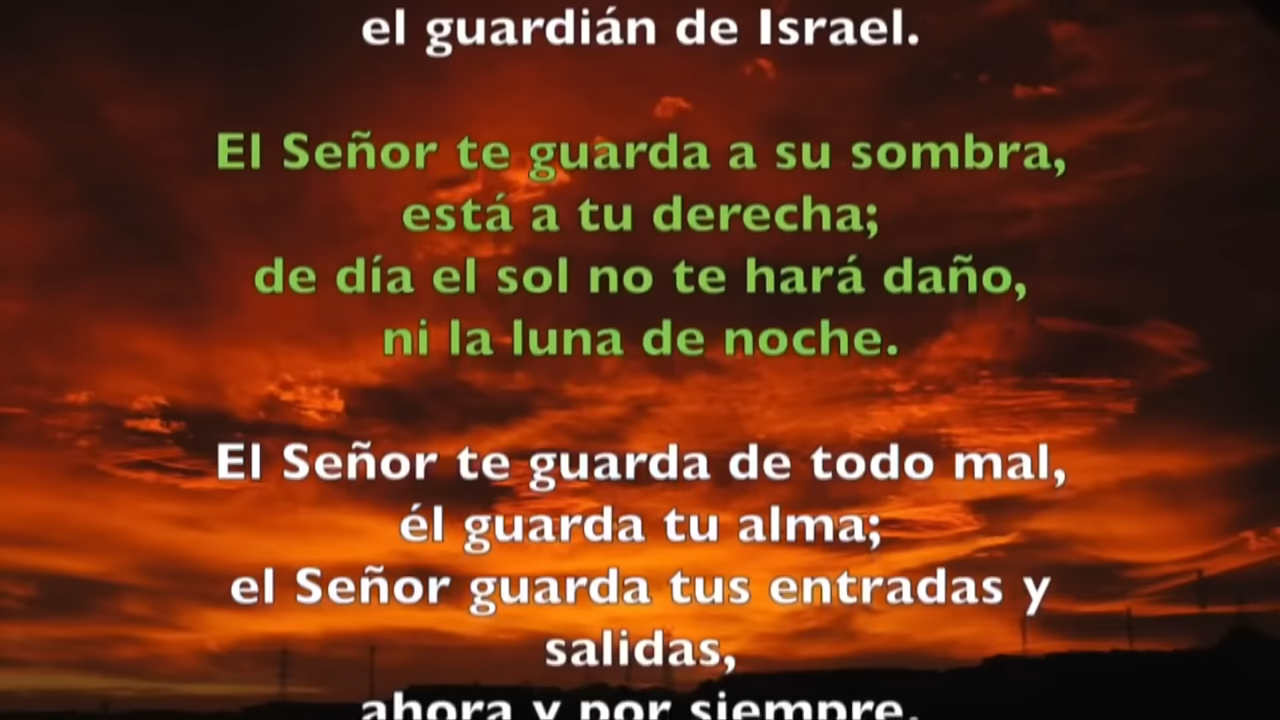 el guardián de Israel.
El Señor te guarda a su sombra,
está a tu derecha;
de día el sol no te hará daño,
ni la luna de noche.
El Señor te guarda de todo mal,
él guarda tu alma;
el Señor guarda tus entradas y
salidas,
ahora y por siempre.